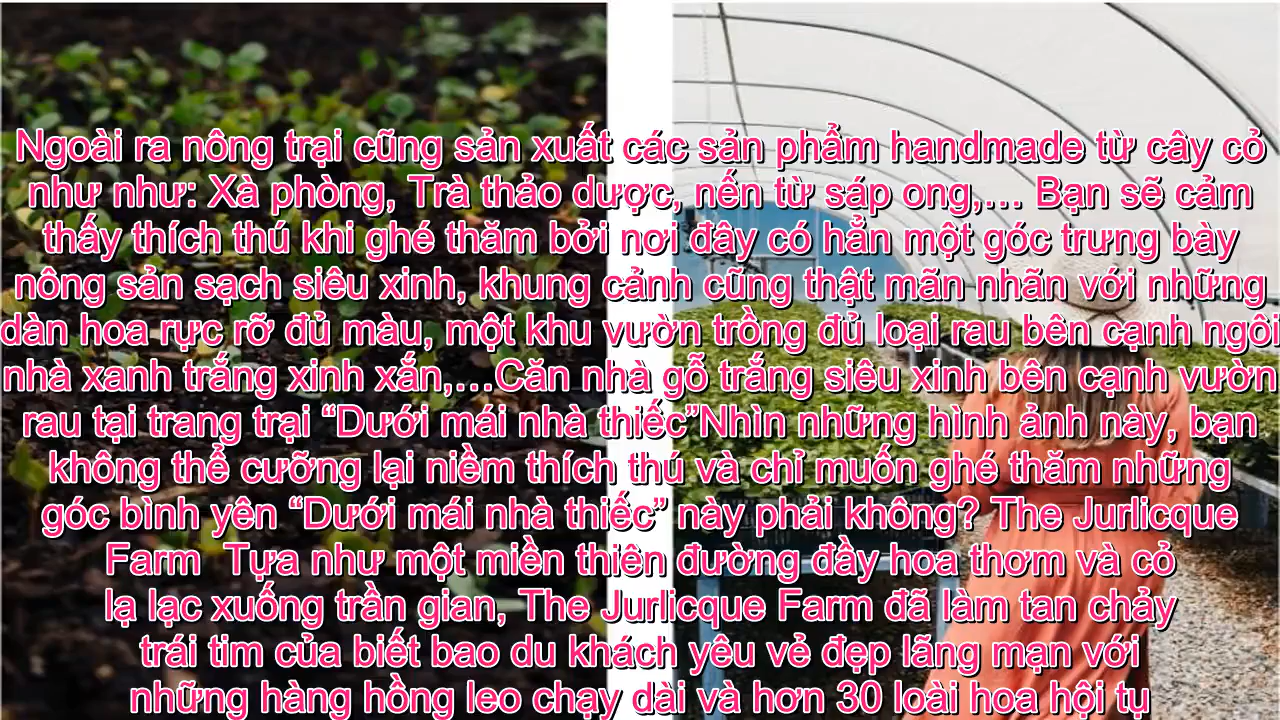 Ngoài ra nông trại cũng sản xuất các sản phẩm handmade từ cây cỏ
như như: Xà phòng, Trà thảo dược, nến từ sáp ong,... Bạn sẽ cảm
thấy thích thú khi ghé thăm bởi nơi đây có hẳn một góc trưng bày
nông sản sạch siêu xinh, khung cảnh cũng thật mãn nhãn với những
dàn hoa rực rỡ đủ màu, một khu vườn trồng đủ loại rau bên cạnh ngôi
nhà xanh trắng xinh xắn,...Căn nhà gỗ trắng siêu xinh bên cạnh vườn
rau tại trang trại “Dưới mái nhà thiếc”Nhìn những hình ảnh này, bạn
không thể cưỡng lại niềm thích thú và chỉ muốn ghé thăm những
góc bình yên “Dưới mái nhà thiếc” này phải không? The Jurlicque
Farm  Tựa như một miền thiên đường đầy hoa thơm và cỏ
lạ lạc xuống trần gian, The Jurlicque Farm đã làm tan chảy
trái tim của biết bao du khách yêu vẻ đẹp lãng mạn với
những hàng hồng leo chạy dài và hơn 30 loài hoa hội tụ